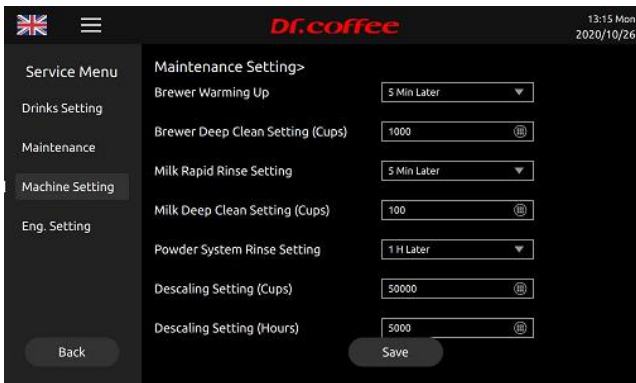 Dr.coffee
13:15 Mon
2020/10/26
Service Menu
Drinks Setting
Maintenance
Machine Setting
Eng. Setting
Back
Maintenance Setting>
Brewer Warming Up 5 Min Later
Brewer Deep Clean Setting (Cups) 1000
Milk Rapid Rinse Setting 5 Min Later
Milk Deep Clean Setting (Cups) 100
Powder System Rinse Setting 1 H Later
Descaling Setting (Cups) 50000
Descaling Setting (Hours) 5000
Save